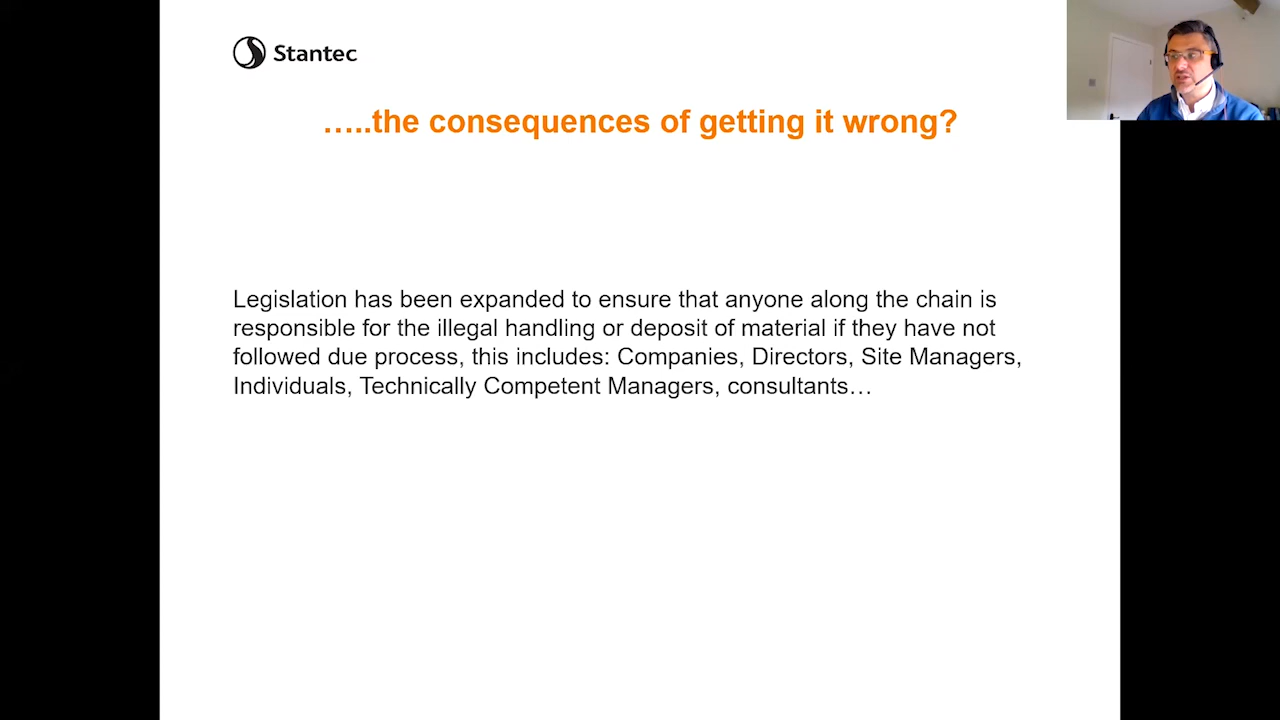 Stantec
…..the consequences of getting it wrong?
Legislation has been expanded to ensure that anyone along the chain is
responsible for the illegal handling or deposit of material if they have not
followed due process, this includes: Companies, Directors, Site Managers,
Individuals, Technically Competent Managers, consultants…